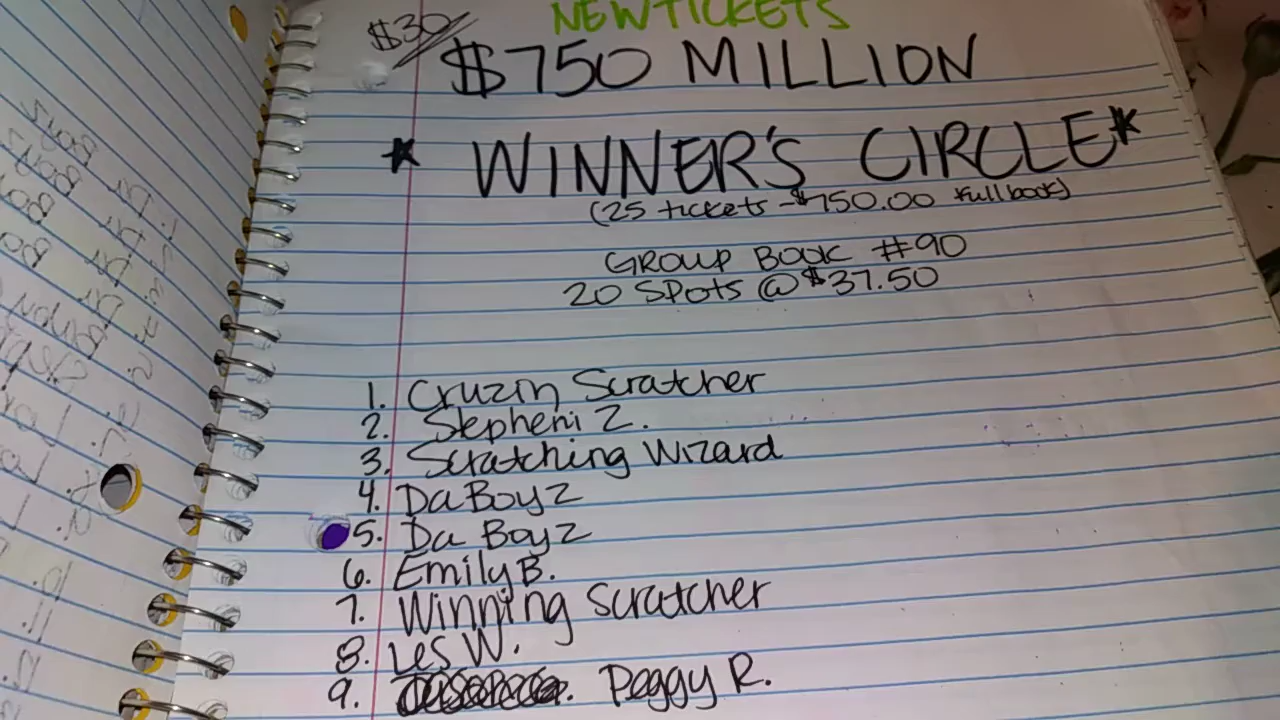 NEW TICKETS
$30
$750 MILLION
* WINNER'S CIRCLE *
(25 tickets - $750.00 full book)
GROUP BOOK #90
20 SPOTS @ $37.50
1. Cruzin Scratcher
2. Stepheni Z.
3. Scratching Wizard
4. Da Boyz
5. Da Boyz
6. Emily B.
7. Winning Scratcher
8. Les W.
9. Peggy R.